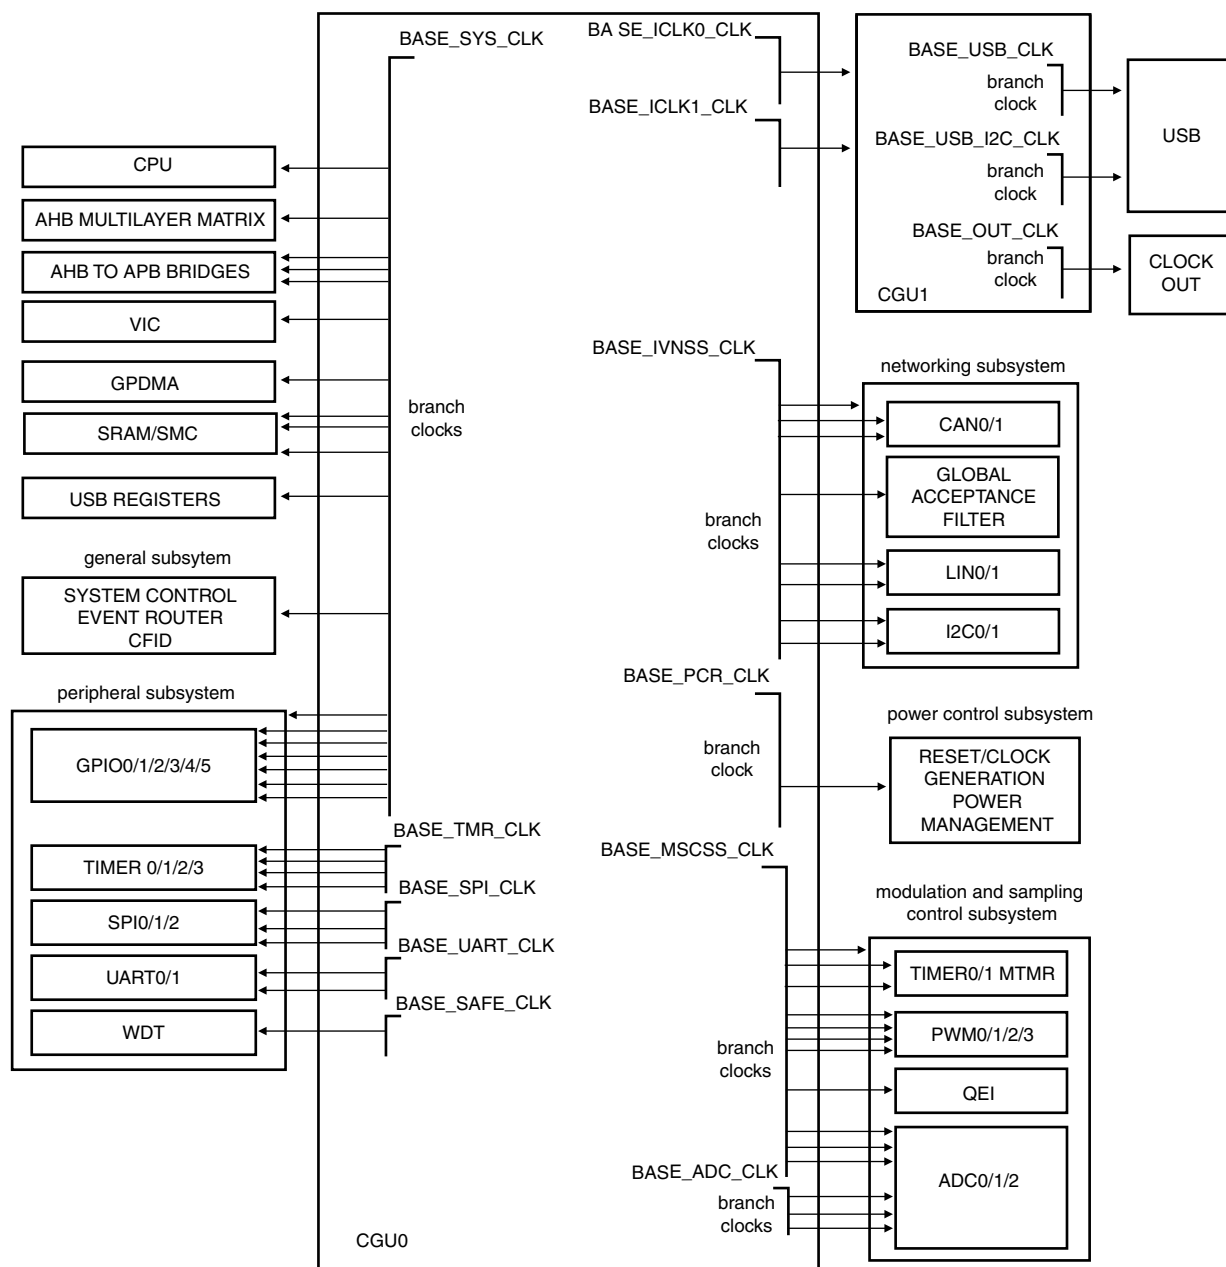 BASE_SYS_CLK
CPU
AHB MULTILAYER MATRIX
AHB TO APB BRIDGES
VIC
GPDMA
SRAM/SMC
USB REGISTERS
branch
clocks
general subsytem
SYSTEM CONTROL
EVENT ROUTER
CFID
peripheral subsystem
GPIO0/1/2/3/4/5
BASE_TMR_CLK
TIMER 0/1/2/3
BASE_SPI_CLK
SPI0/1/2
BASE_UART_CLK
UART0/1
BASE_SAFE_CLK
WDT
CGU0
BA SE_ICLK0_CLK
BASE_ICLK1_CLK
BASE_USB_CLK
branch
clock
BASE_USB_I2C_CLK
branch
clock
BASE_OUT_CLK
branch
clock
CGU1
USB
CLOCK
OUT
BASE_IVNSS_CLK
branch
clocks
networking subsystem
CAN0/1
GLOBAL
ACCEPTANCE
FILTER
LIN0/1
I2C0/1
BASE_PCR_CLK
branch
clock
power control subsystem
RESET/CLOCK
GENERATION
POWER
MANAGEMENT
BASE_MSCSS_CLK
branch
clocks
modulation and sampling
control subsystem
TIMER0/1 MTMR
PWM0/1/2/3
QEI
BASE_ADC_CLK
branch
clocks
ADC0/1/2